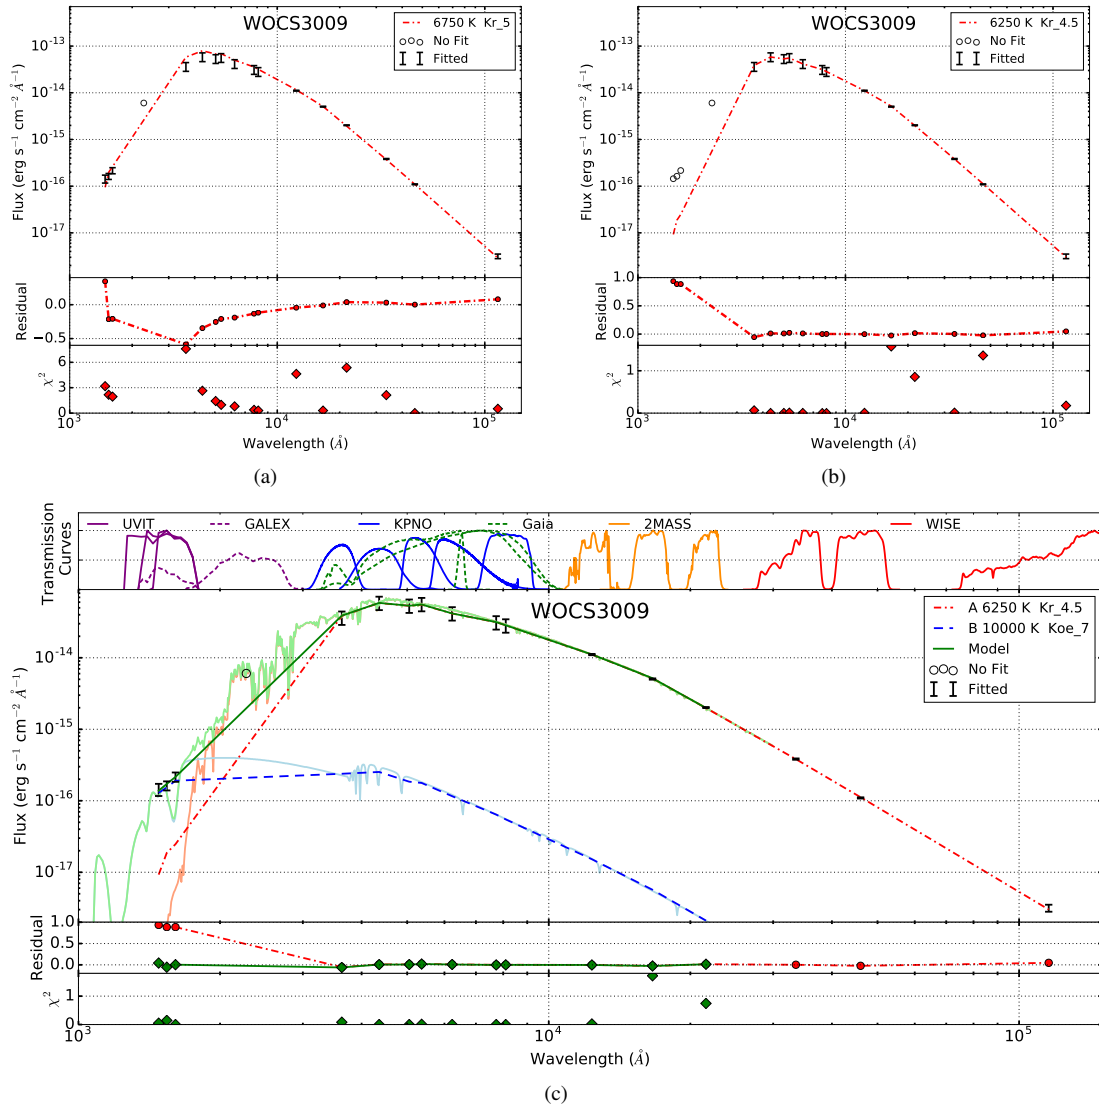 WOCS3009
6750 K Kr_5
No Fit
Fitted
10⁻¹³
10⁻¹⁴
10⁻¹⁵
10⁻¹⁶
10⁻¹⁷
Flux (erg s⁻¹ cm⁻² Å⁻¹)
0.0
−0.5
Residual
6
3
0
χ²
10³
10⁴
10⁵
Wavelength (Å)
(a)
WOCS3009
6250 K Kr_4.5
No Fit
Fitted
10⁻¹³
10⁻¹⁴
10⁻¹⁵
10⁻¹⁶
10⁻¹⁷
Flux (erg s⁻¹ cm⁻² Å⁻¹)
1.0
0.5
0.0
Residual
1
0
χ²
10³
10⁴
10⁵
Wavelength (Å)
(b)
UVIT
GALEX
KPNO
Gaia
2MASS
WISE
Transmission
Curves
WOCS3009
A 6250 K Kr_4.5
B 10000 K Koe_7
Model
No Fit
Fitted
10⁻¹⁴
10⁻¹⁵
10⁻¹⁶
10⁻¹⁷
Flux (erg s⁻¹ cm⁻² Å⁻¹)
1.0
0.5
0.0
Residual
1
0
χ²
10³
10⁴
10⁵
Wavelength (Å)
(c)